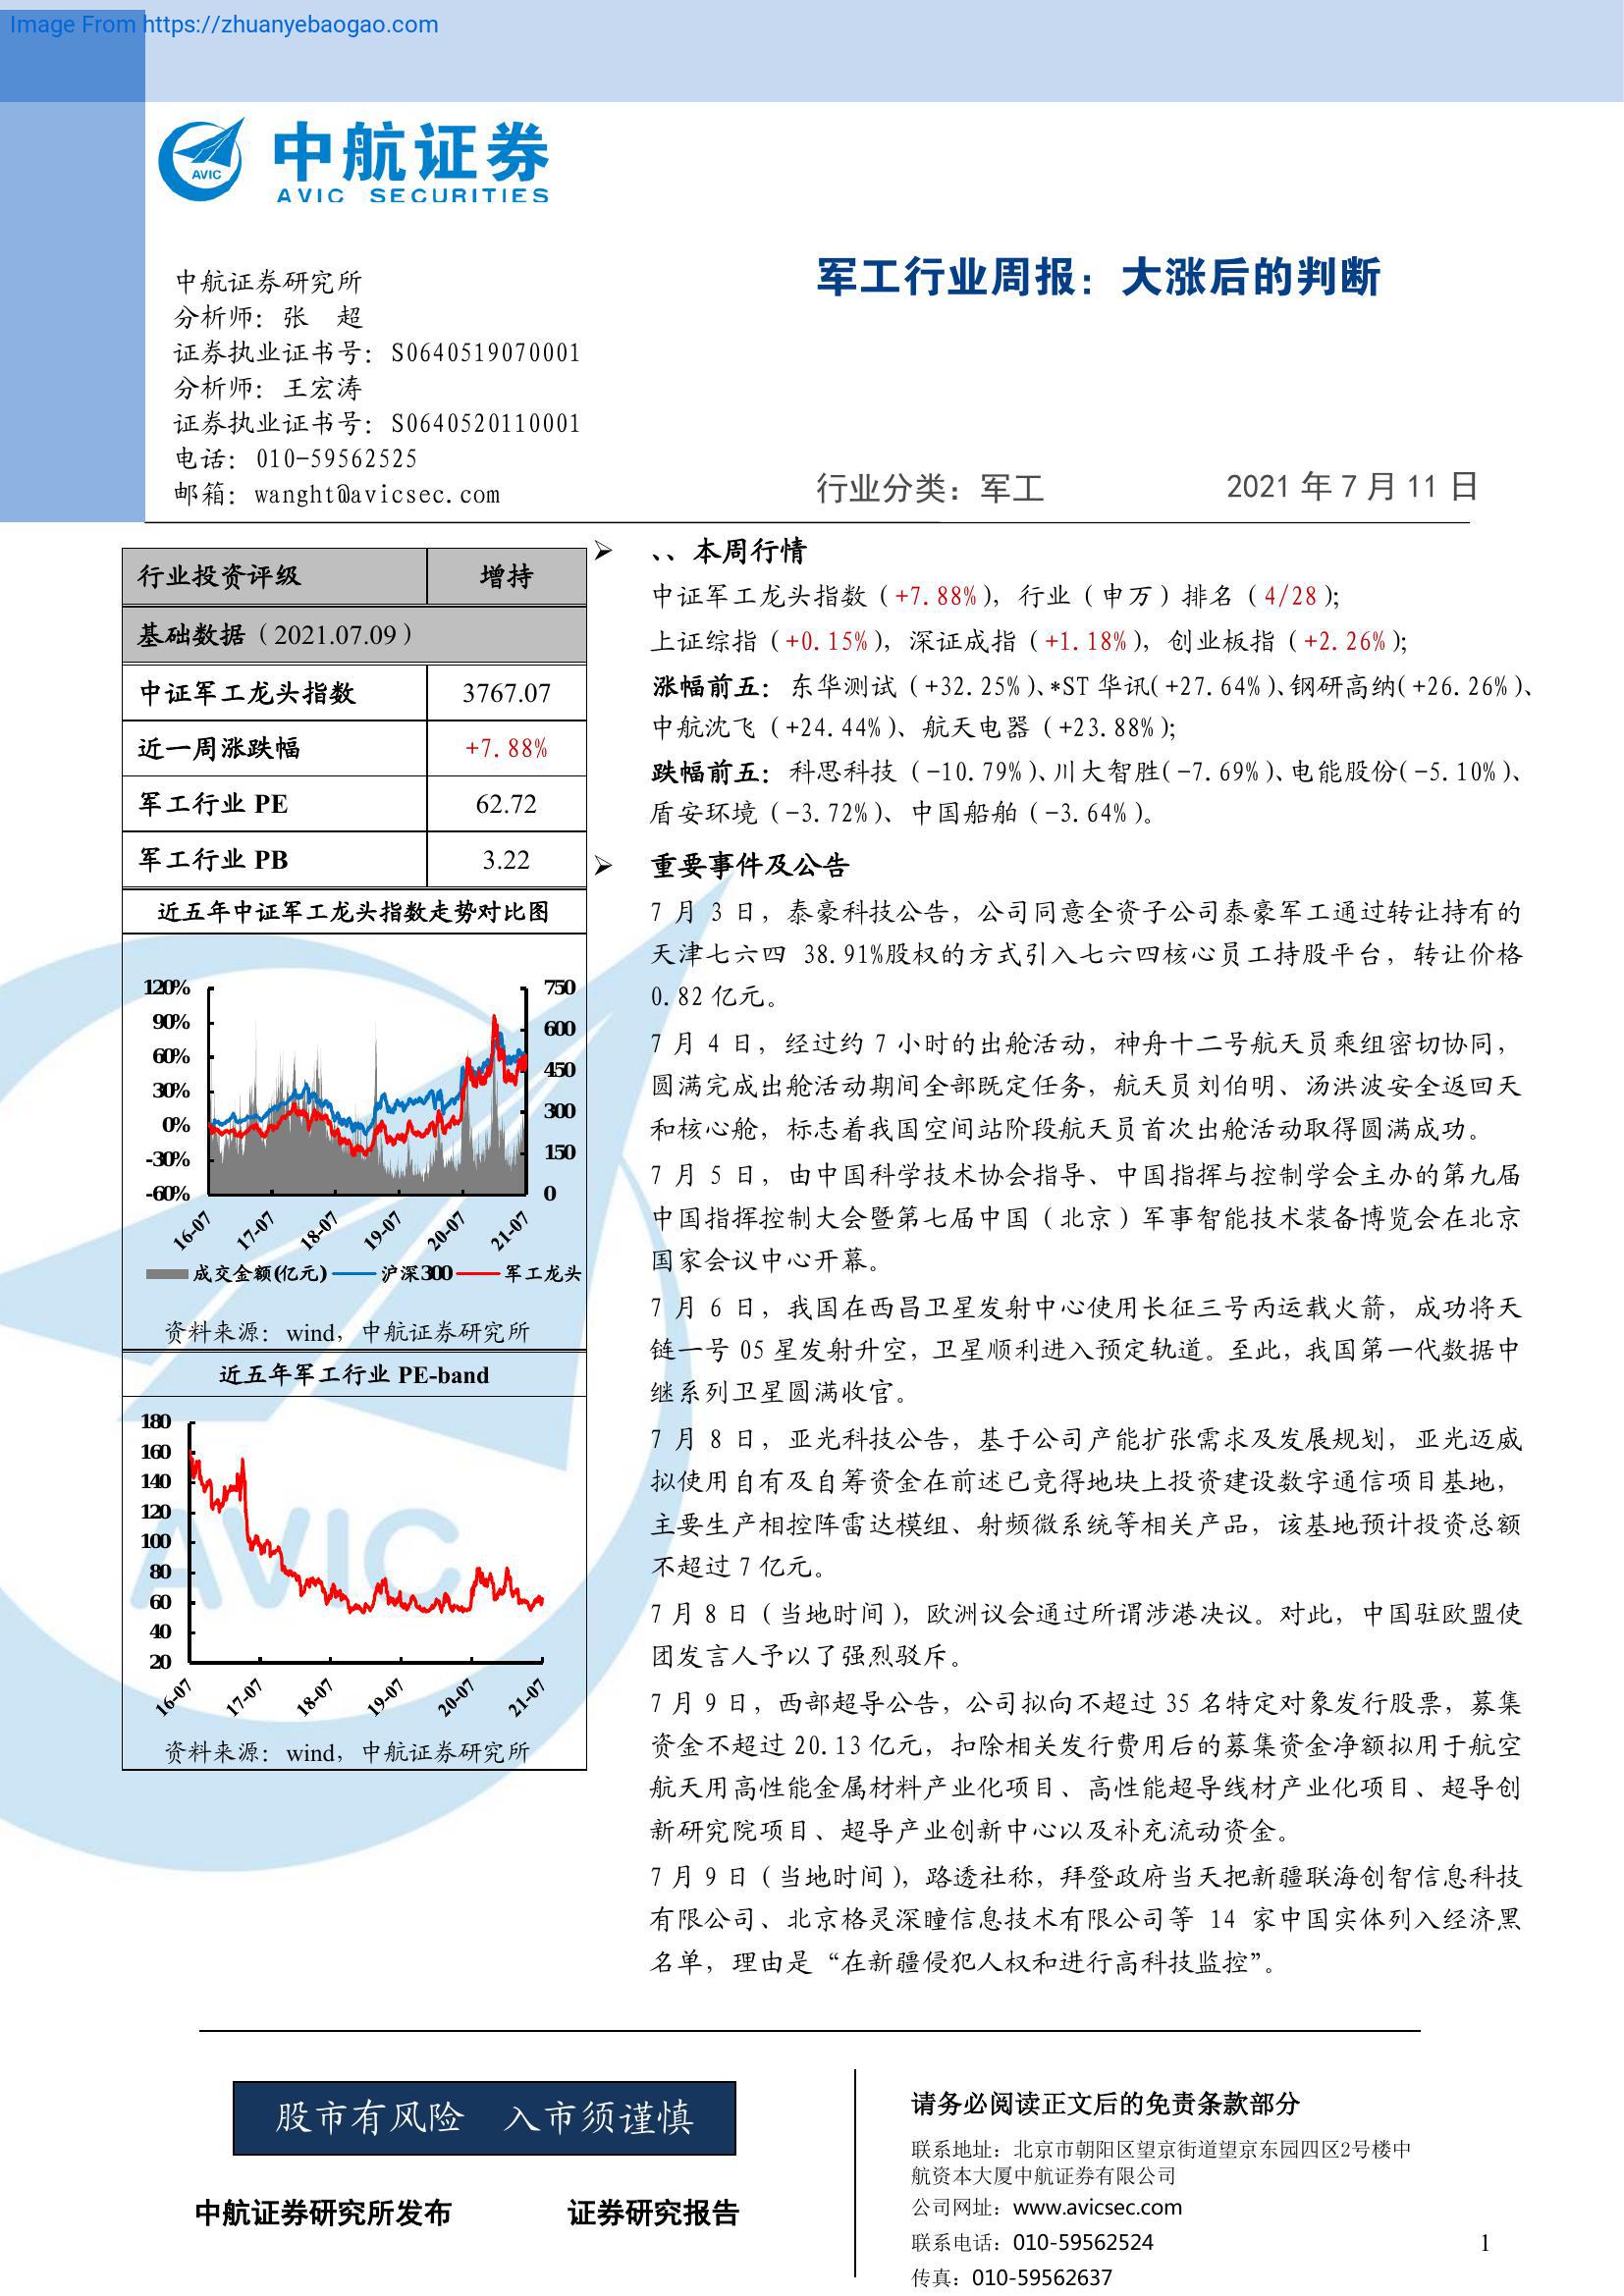 Image From https://zhuanyebaogao.com
中航证券
AVIC SECURITIES
AVIC
中航证券研究所
分析师：张 超
证券执业证书号：S0640519070001
分析师：王宏涛
证券执业证书号：S0640520110001
电话：010-59562525
邮箱：wanght@avicsec.com
军工行业周报：大涨后的判断
行业分类：军工 2021 年 7 月 11 日
行业投资评级 增持
基础数据（2021.07.09）
中证军工龙头指数 3767.07
近一周涨跌幅 +7.88%
军工行业 PE 62.72
军工行业 PB 3.22
近五年中证军工龙头指数走势对比图
120% 750
90% 600
60% 450
30% 300
0% 150
-30% 0
-60%
16-07 17-07 18-07 19-07 20-07 21-07
成交金额(亿元) 沪深300 军工龙头
资料来源：wind，中航证券研究所
近五年军工行业 PE-band
180
160
140
120
100
80
60
40
20
16-07 17-07 18-07 19-07 20-07 21-07
资料来源：wind，中航证券研究所
AVIC
➢ 、、本周行情
中证军工龙头指数（+7.88%），行业（申万）排名（4/28）；
上证综指（+0.15%），深证成指（+1.18%），创业板指（+2.26%）；
涨幅前五：东华测试（+32.25%）、*ST 华讯（+27.64%）、钢研高纳（+26.26%）、
中航沈飞（+24.44%）、航天电器（+23.88%）；
跌幅前五：科思科技（-10.79%）、川大智胜（-7.69%）、电能股份（-5.10%）、
盾安环境（-3.72%）、中国船舶（-3.64%）。
➢ 重要事件及公告
7 月 3 日，泰豪科技公告，公司同意全资子公司泰豪军工通过转让持有的
天津七六四 38.91%股权的方式引入七六四核心员工持股平台，转让价格
0.82 亿元。
7 月 4 日，经过约 7 小时的出舱活动，神舟十二号航天员乘组密切协同，
圆满完成出舱活动期间全部既定任务，航天员刘伯明、汤洪波安全返回天
和核心舱，标志着我国空间站阶段航天员首次出舱活动取得圆满成功。
7 月 5 日，由中国科学技术协会指导、中国指挥与控制学会主办的第九届
中国指挥控制大会暨第七届中国（北京）军事智能技术装备博览会在北京
国家会议中心开幕。
7 月 6 日，我国在西昌卫星发射中心使用长征三号丙运载火箭，成功将天
链一号 05 星发射升空，卫星顺利进入预定轨道。至此，我国第一代数据中
继系列卫星圆满收官。
7 月 8 日，亚光科技公告，基于公司产能扩张需求及发展规划，亚光迈威
拟使用自有及自筹资金在前述已竞得地块上投资建设数字通信项目基地，
主要生产相控阵雷达模组、射频微系统等相关产品，该基地预计投资总额
不超过 7 亿元。
7 月 8 日（当地时间），欧洲议会通过所谓涉港决议。对此，中国驻欧盟使
团发言人予以了强烈驳斥。
7 月 9 日，西部超导公告，公司拟向不超过 35 名特定对象发行股票，募集
资金不超过 20.13 亿元，扣除相关发行费用后的募集资金净额拟用于航空
航天用高性能金属材料产业化项目、高性能超导线材产业化项目、超导创
新研究院项目、超导产业创新中心以及补充流动资金。
7 月 9 日（当地时间），路透社称，拜登政府当天把新疆联海创智信息科技
有限公司、北京格灵深瞳信息技术有限公司等 14 家中国实体列入经济黑
名单，理由是“在新疆侵犯人权和进行高科技监控”。
股市有风险 入市须谨慎
中航证券研究所发布 证券研究报告
请务必阅读正文后的免责条款部分
联系地址：北京市朝阳区望京街道望京东园四区2号楼中
航资本大厦中航证券有限公司
公司网址：www.avicsec.com
联系电话：010-59562524
传真：010-59562637
1